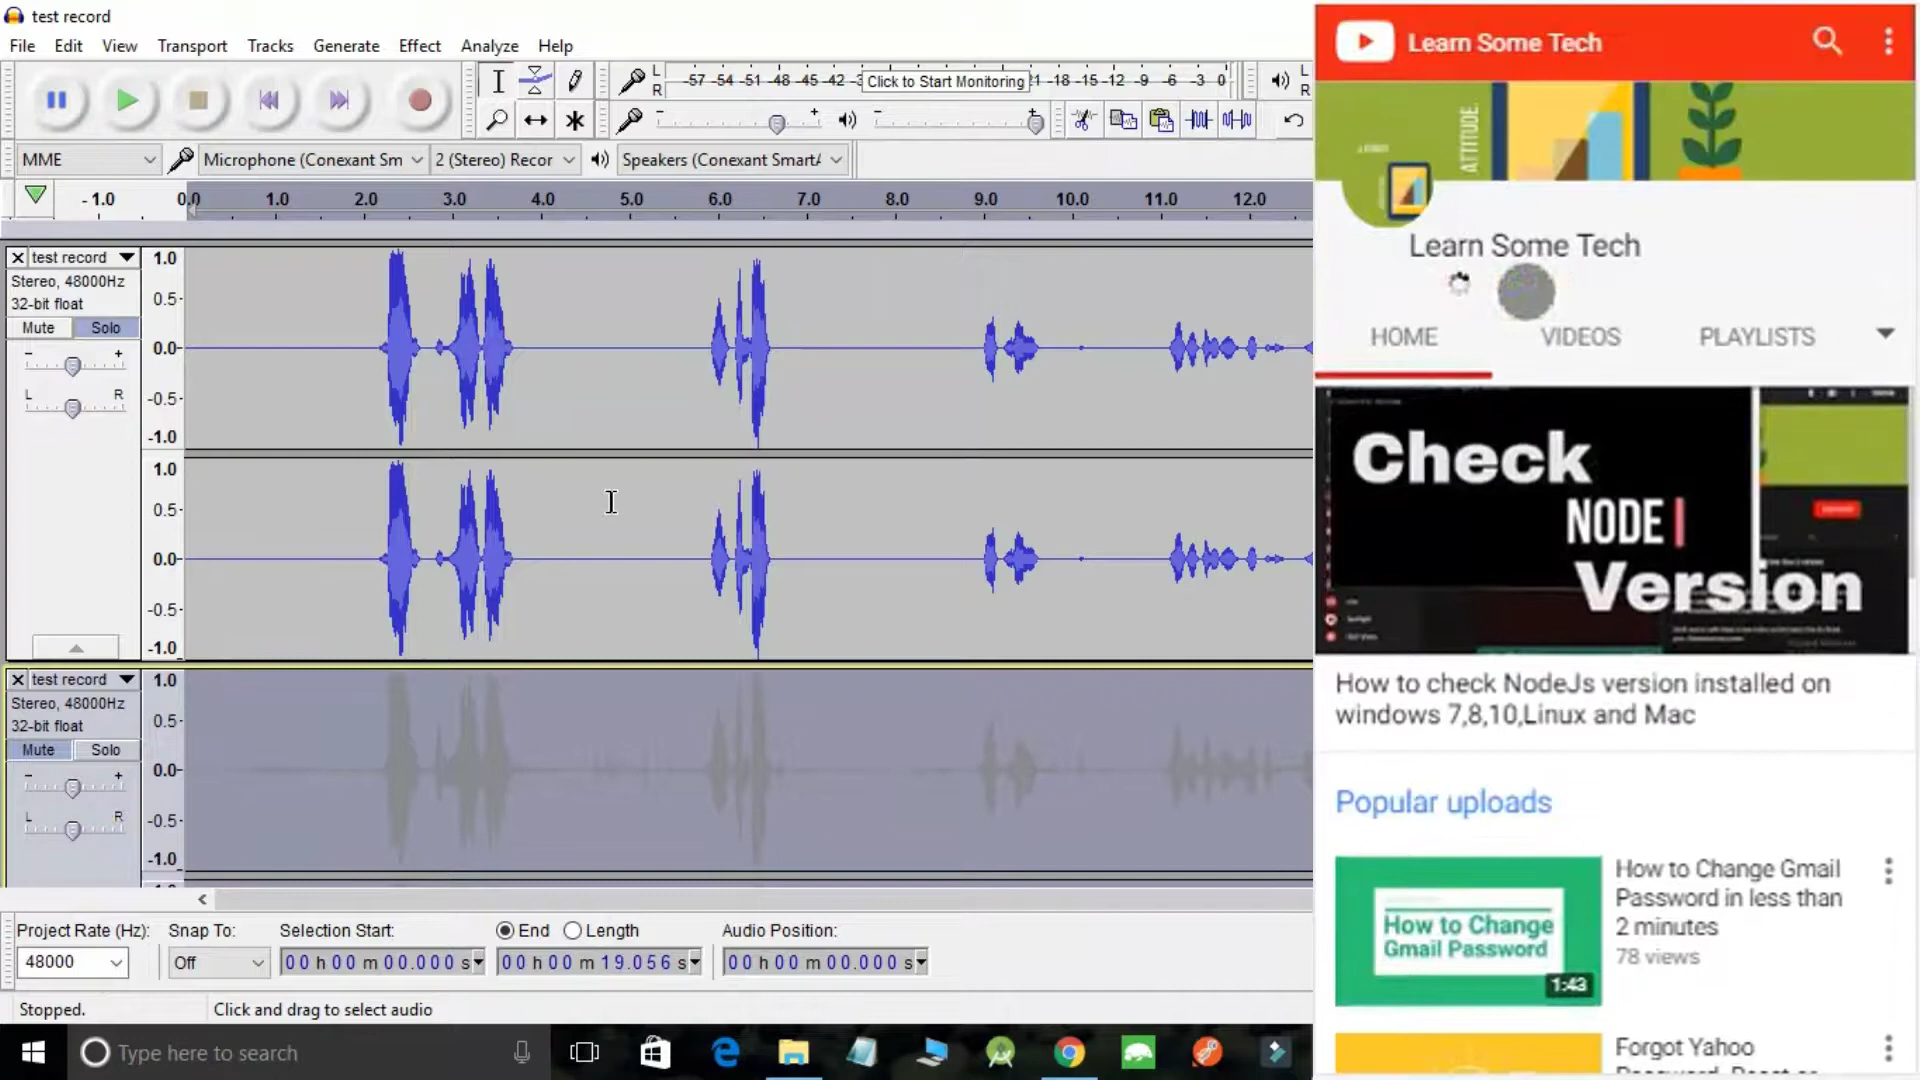 test record
File Edit View Transport Tracks Generate Effect Analyze Help
L
R
-57 -54 -51 -48 -45 -42 -3
Click to Start Monitoring
21 -18 -15 -12 -9 -6 -3 0
L
R
MME
Microphone (Conexant Sm
2 (Stereo) Recor
Speakers (Conexant SmartA
- 1.0 0.0 1.0 2.0 3.0 4.0 5.0 6.0 7.0 8.0 9.0 10.0 11.0 12.0
test record
Stereo, 48000Hz
32-bit float
Mute Solo
- +
L R
1.0
0.5-
0.0-
-0.5-
-1.0
1.0
0.5-
0.0-
-0.5-
-1.0
test record
Stereo, 48000Hz
32-bit float
Mute Solo
- +
L R
1.0
0.5-
0.0-
-0.5-
-1.0
Project Rate (Hz): Snap To: Selection Start: End Length Audio Position:
48000 Off 00 h 00 m 00.000 s 00 h 00 m 19.056 s 00 h 00 m 00.000 s
Stopped. Click and drag to select audio
Type here to search
Learn Some Tech
ATTITUDE.
Learn Some Tech
HOME VIDEOS PLAYLISTS
Check
NODE
Version
How to check NodeJs version installed on
windows 7,8,10,Linux and Mac
Popular uploads
How to Change
Gmail Password
1:43
How to Change Gmail
Password in less than
2 minutes
78 views
Forgot Yahoo